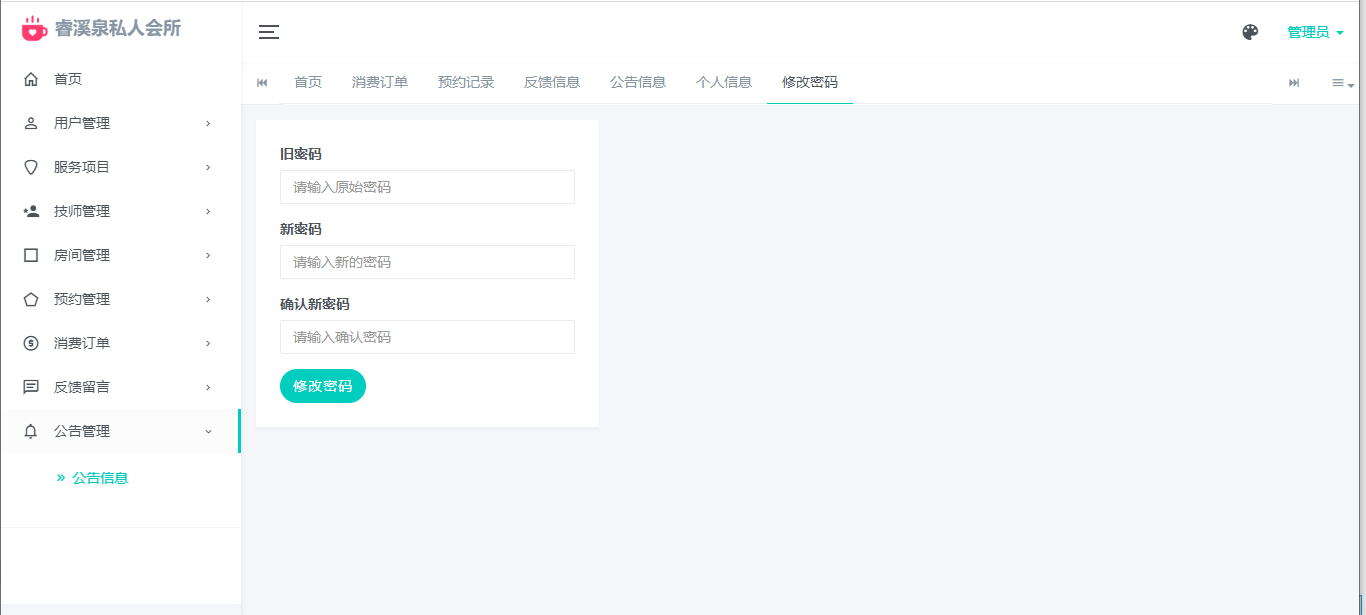 睿溪泉私人会所
管理员
首页
用户管理
服务项目
技师管理
房间管理
预约管理
消费订单
反馈留言
公告管理
公告信息
首页 消费订单 预约记录 反馈信息 公告信息 个人信息 修改密码
旧密码
请输入原始密码
新密码
请输入新的密码
确认新密码
请输入确认密码
修改密码